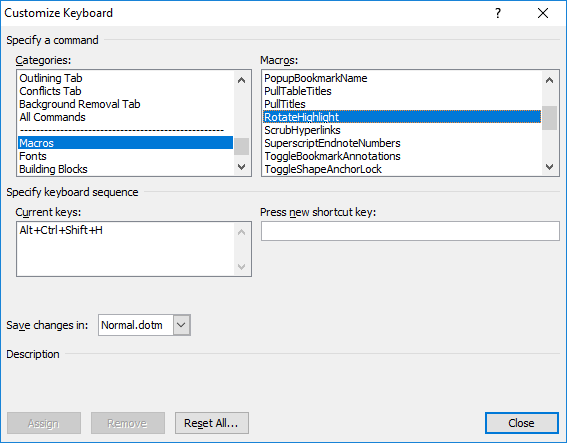 Customize Keyboard
Specify a command
Categories:
Outlining Tab
Conflicts Tab
Background Removal Tab
All Commands
------------------------------------------------
Macros
Fonts
Building Blocks
Macros:
PopupBookmarkName
PullTableTitles
PullTitles
RotateHighlight
ScrubHyperlinks
SuperscriptEndnoteNumbers
ToggleBookmarkAnnotations
ToggleShapeAnchorLock
Specify keyboard sequence
Current keys:
Alt+Ctrl+Shift+H
Press new shortcut key:
Save changes in: Normal.dotm
Description
Assign Remove Reset All... Close